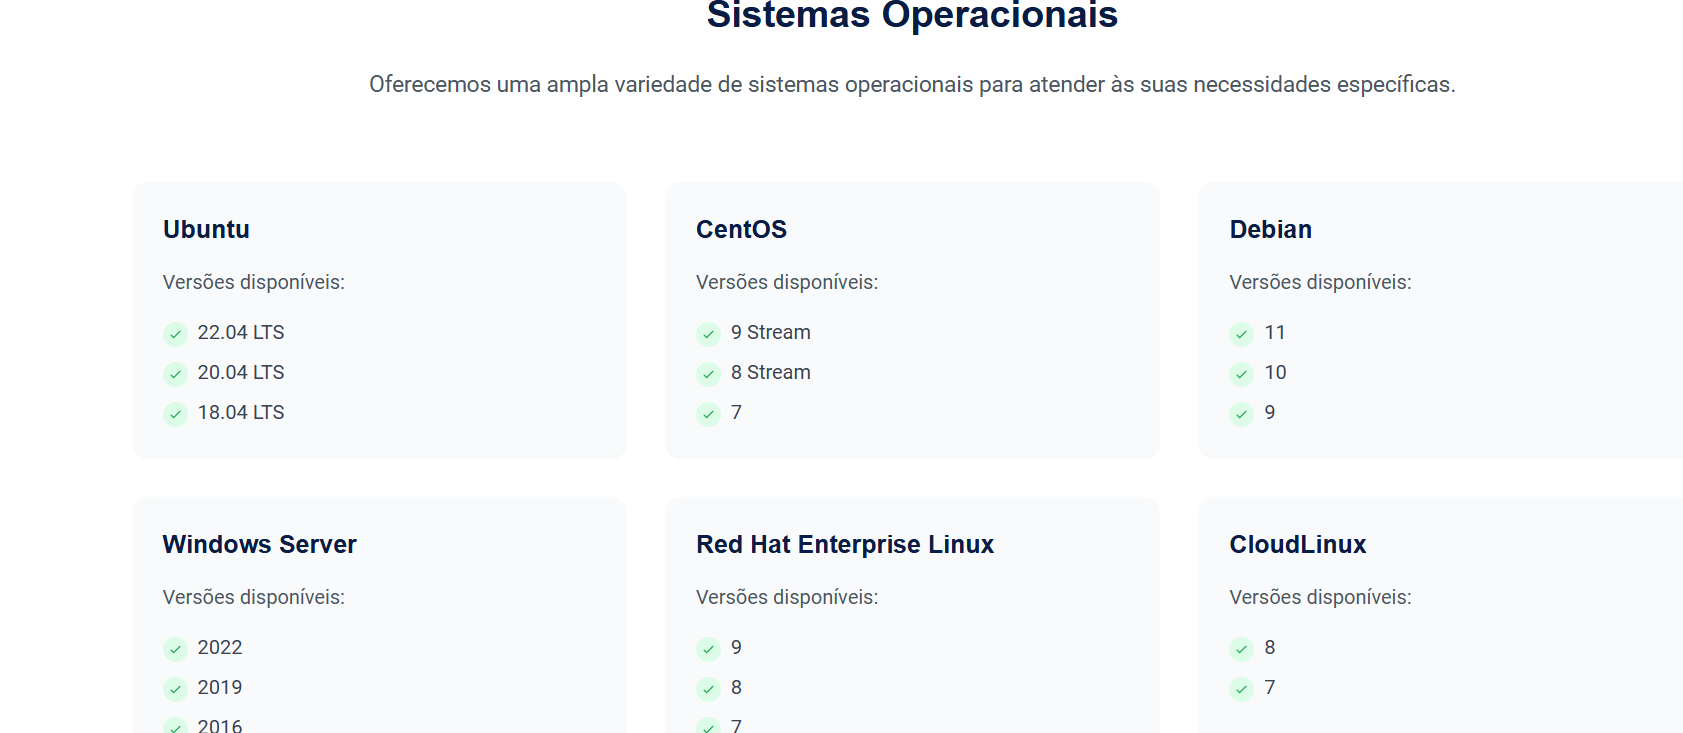 Sistemas Operacionais
Oferecemos uma ampla variedade de sistemas operacionais para atender às suas necessidades específicas.
Ubuntu
Versões disponíveis:
22.04 LTS
20.04 LTS
18.04 LTS
CentOS
Versões disponíveis:
9 Stream
8 Stream
7
Debian
Versões disponíveis:
11
10
9
Windows Server
Versões disponíveis:
2022
2019
2016
Red Hat Enterprise Linux
Versões disponíveis:
9
8
7
CloudLinux
Versões disponíveis:
8
7